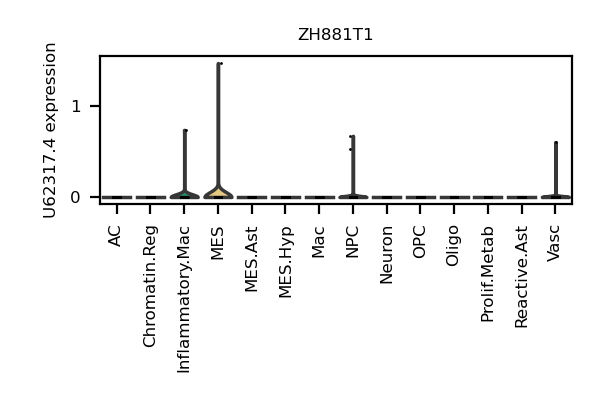 ZH881T1
U62317.4 expression
1
0
AC
Chromatin.Reg
Inflammatory.Mac
MES
MES.Ast
MES.Hyp
Mac
NPC
Neuron
OPC
Oligo
Prolif.Metab
Reactive.Ast
Vasc